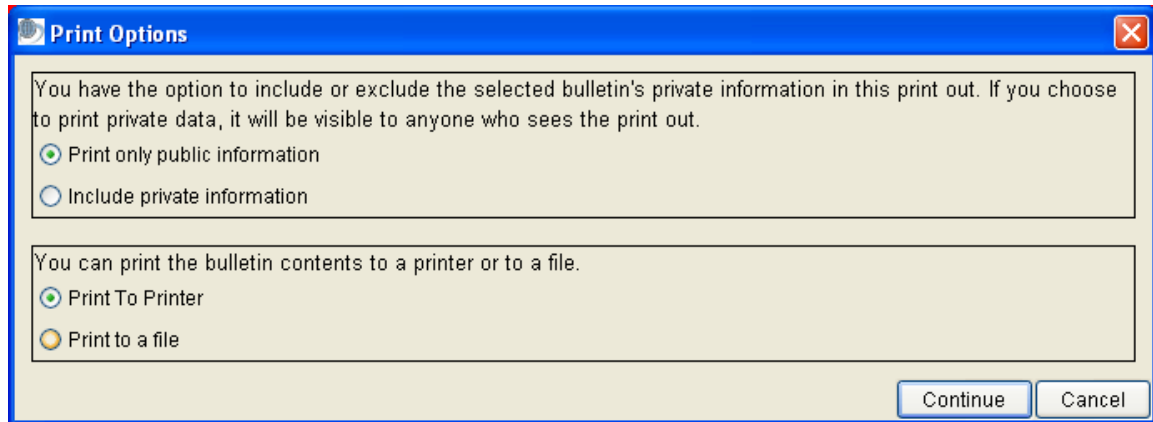 Print Options
You have the option to include or exclude the selected bulletin's private information in this print out. If you choose
to print private data, it will be visible to anyone who sees the print out.
Print only public information
Include private information
You can print the bulletin contents to a printer or to a file.
Print To Printer
Print to a file
Continue Cancel